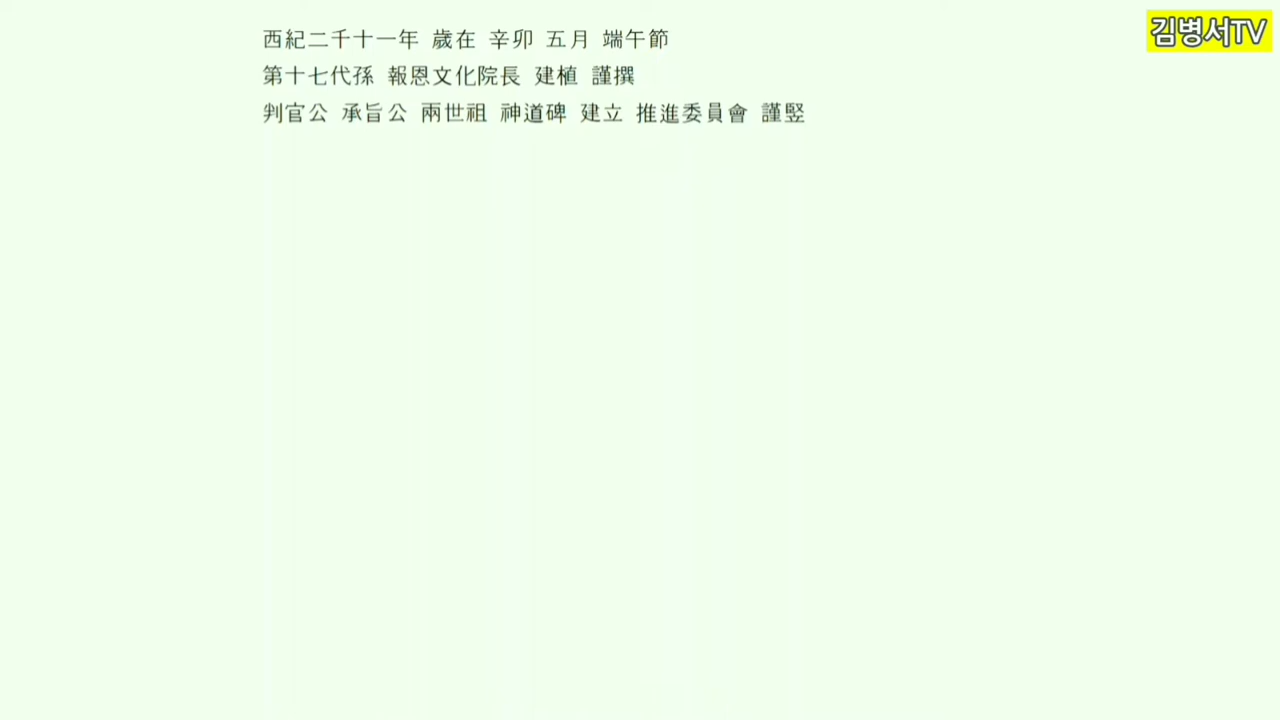 西紀二千十一年 歲在 辛卯 五月 端午節
第十七代孫 報恩文化院長 建植 謹撰
判官公 承旨公 兩世祖 神道碑 建立 推進委員會 謹竪
김병서TV